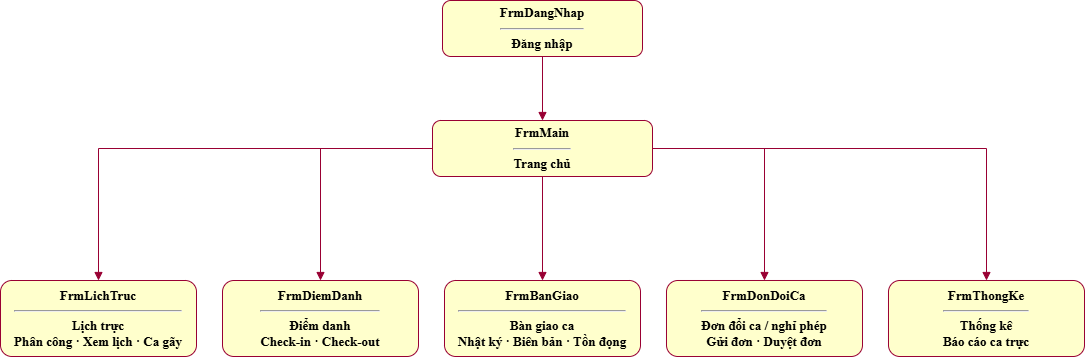 FrmDangNhap
Đăng nhập
FrmMain
Trang chủ
FrmLichTruc
Lịch trực
Phân công · Xem lịch · Ca gãy
FrmDiemDanh
Điểm danh
Check-in · Check-out
FrmBanGiao
Bàn giao ca
Nhật ký · Biên bản · Tồn đọng
FrmDonDoiCa
Đơn đổi ca / nghỉ phép
Gửi đơn · Duyệt đơn
FrmThongKe
Thống kê
Báo cáo ca trực